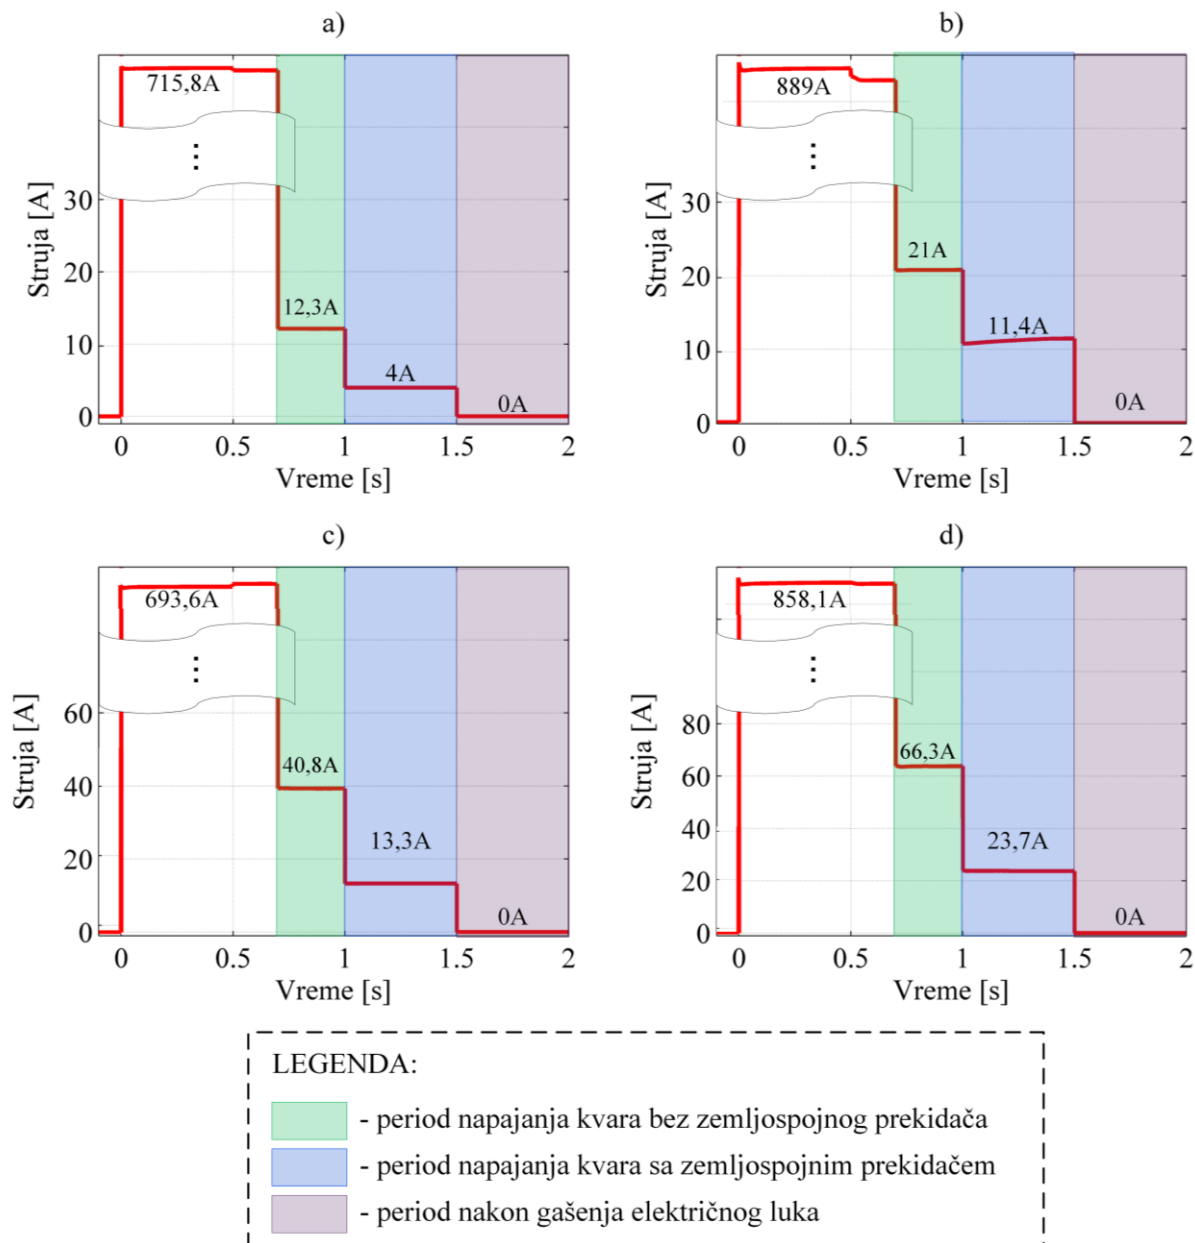 a)
715,8A
12,3A
4A
0A
Struja [A]
30
20
10
0
0
0.5
1
1.5
2
Vreme [s]
b)
889A
21A
11,4A
0A
Struja [A]
30
20
10
0
0
0.5
1
1.5
2
Vreme [s]
c)
693,6A
40,8A
13,3A
0A
Struja [A]
60
40
20
0
0
0.5
1
1.5
2
Vreme [s]
d)
858,1A
66,3A
23,7A
0A
Struja [A]
80
60
40
20
0
0
0.5
1
1.5
2
Vreme [s]
LEGENDA:
- period napajanja kvara bez zemljospojnog prekidača
- period napajanja kvara sa zemljospojnim prekidačem
- period nakon gašenja električnog luka